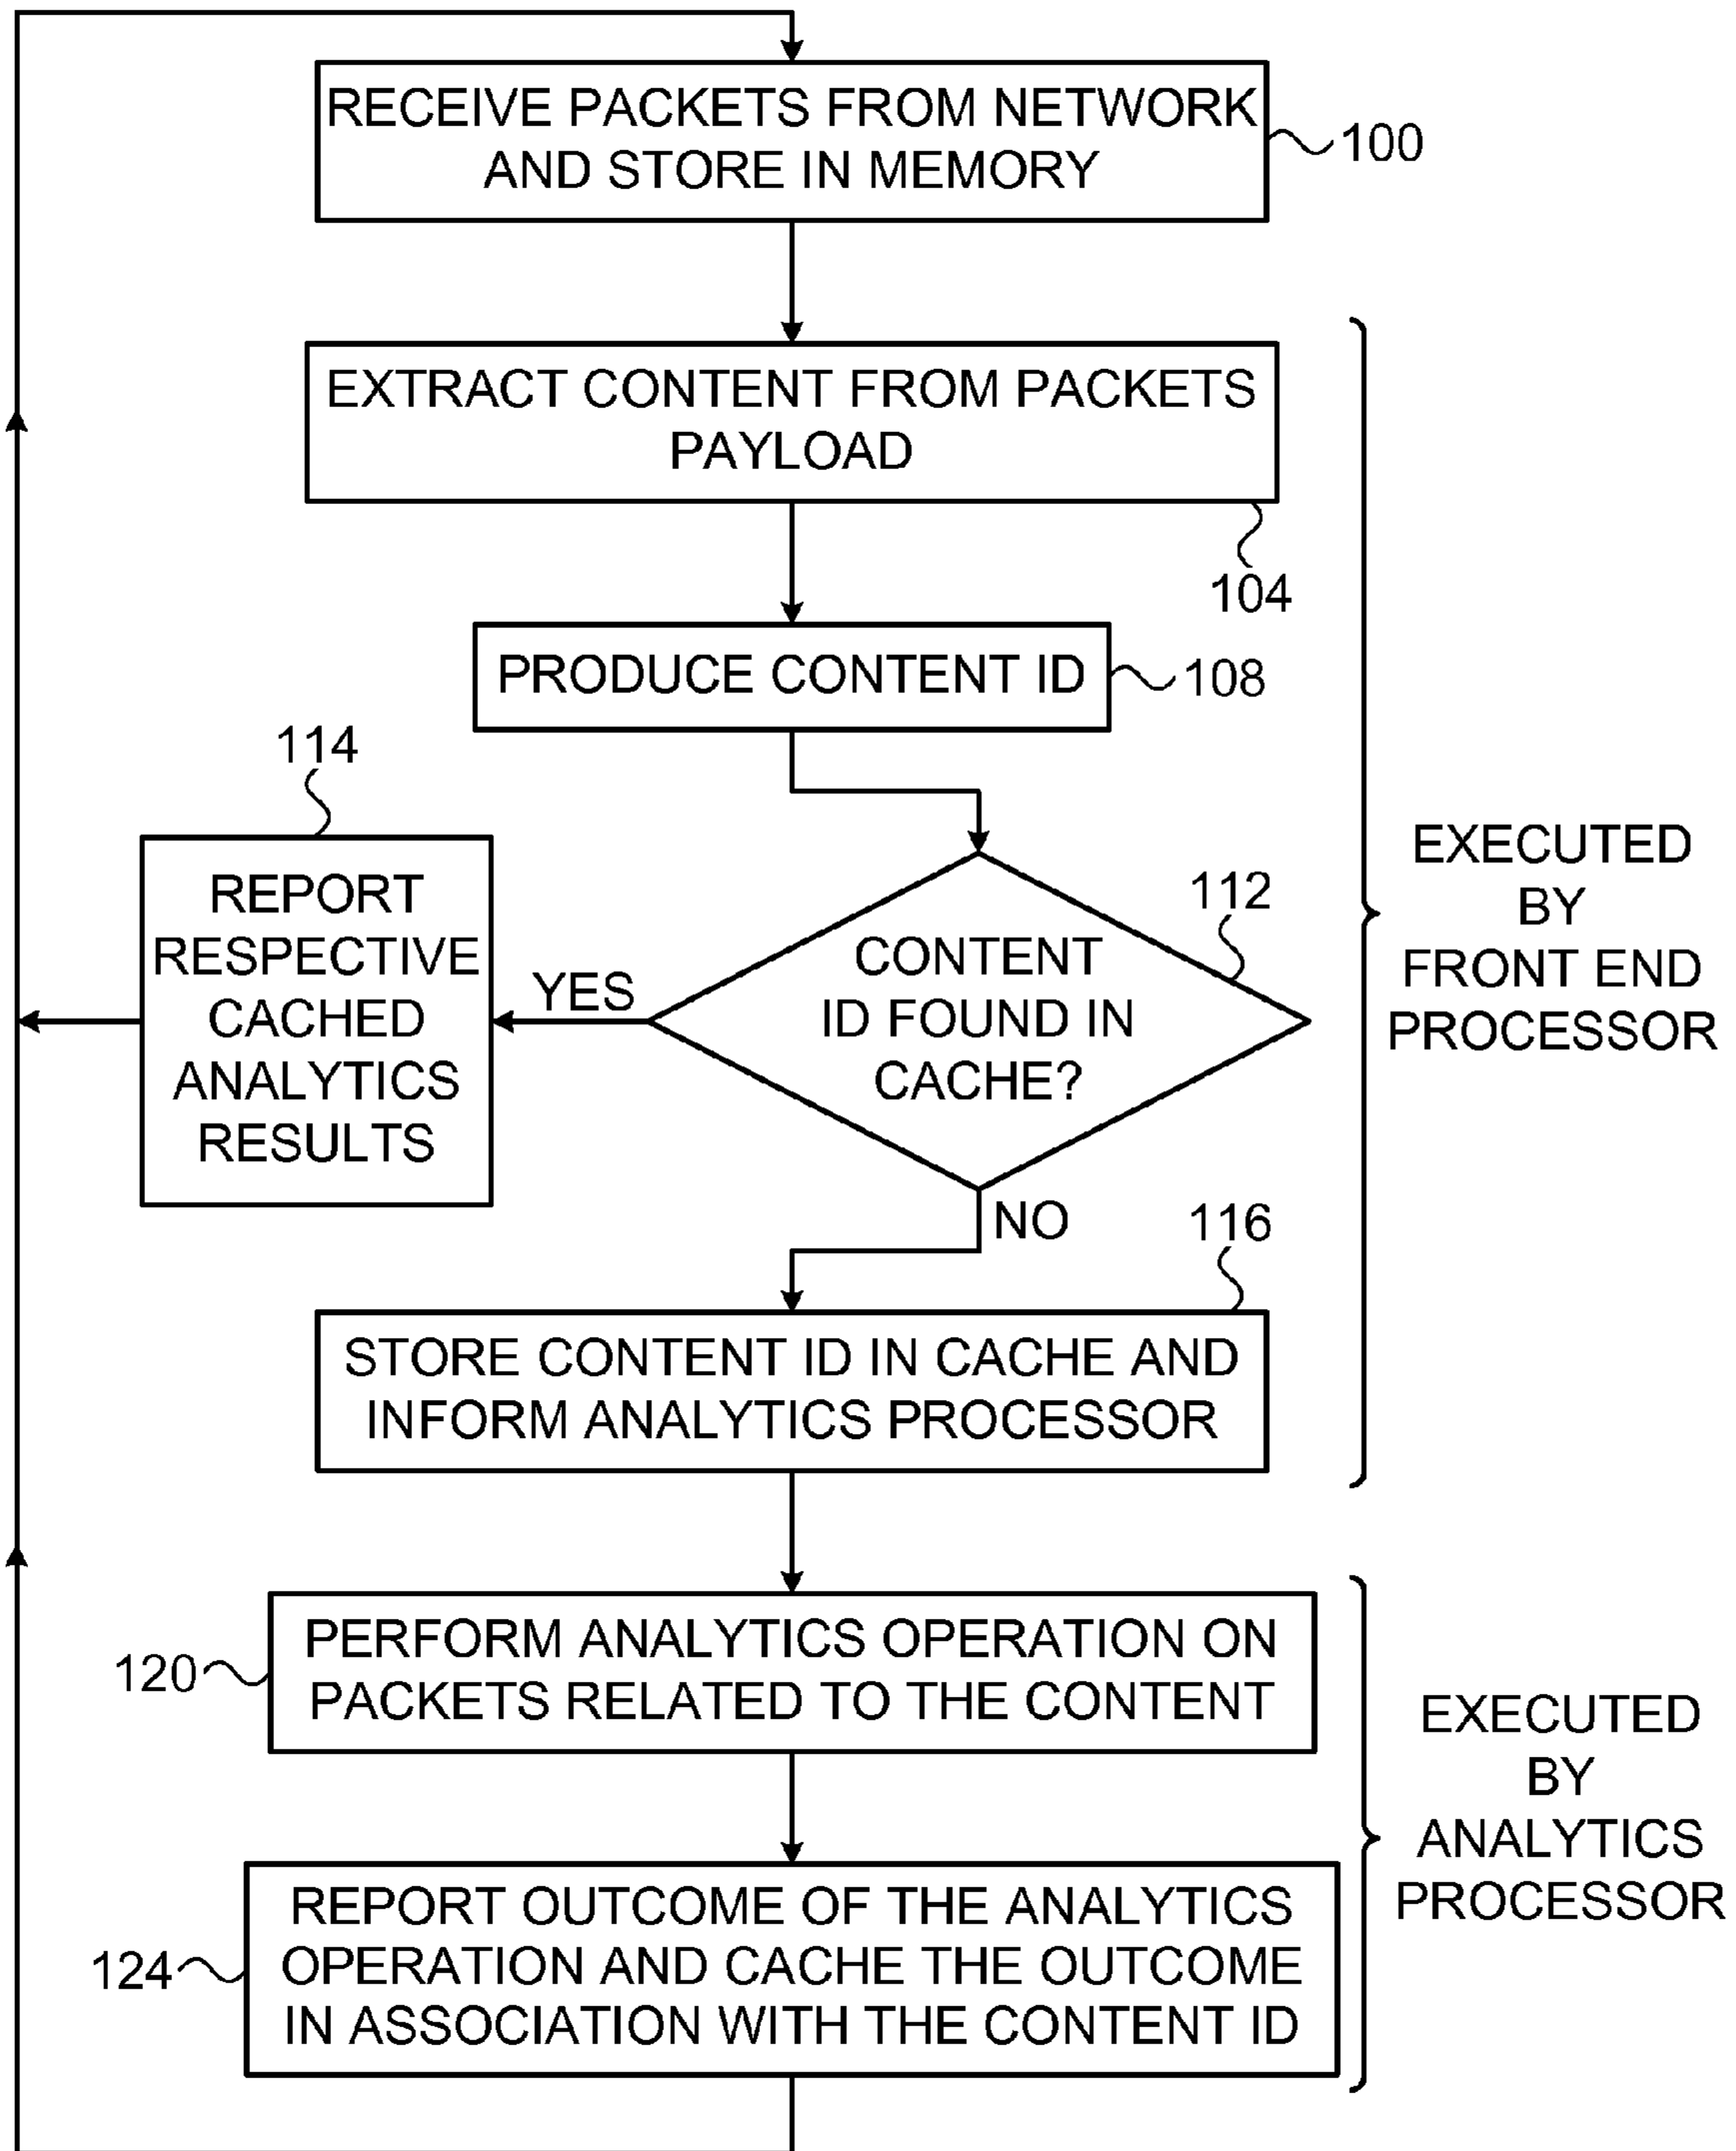 RECEIVE PACKETS FROM NETWORK
AND STORE IN MEMORY
100
EXTRACT CONTENT FROM PACKETS
PAYLOAD
104
PRODUCE CONTENT ID
108
114
REPORT
RESPECTIVE
CACHED
ANALYTICS
RESULTS
YES
112
CONTENT
ID FOUND IN
CACHE?
NO
EXECUTED
BY
FRONT END
PROCESSOR
116
STORE CONTENT ID IN CACHE AND
INFORM ANALYTICS PROCESSOR
120
PERFORM ANALYTICS OPERATION ON
PACKETS RELATED TO THE CONTENT
124
REPORT OUTCOME OF THE ANALYTICS
OPERATION AND CACHE THE OUTCOME
IN ASSOCIATION WITH THE CONTENT ID
EXECUTED
BY
ANALYTICS
PROCESSOR